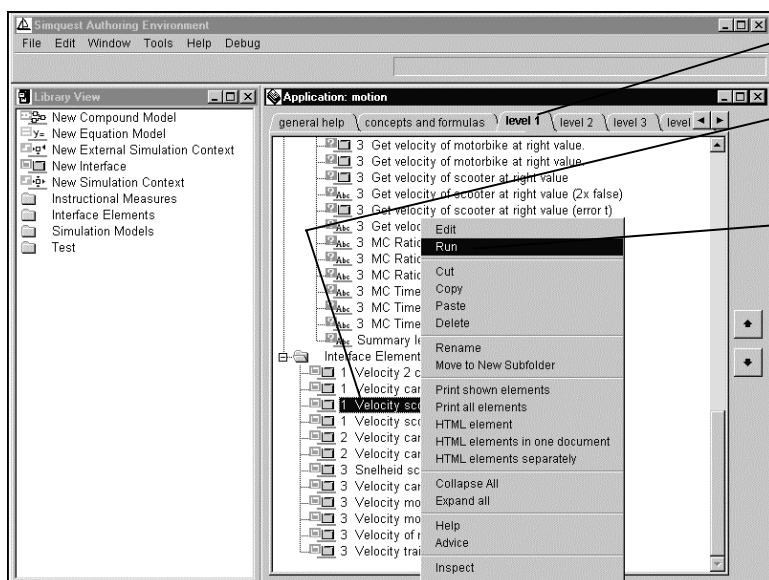 Simquest Authoring Environment
File Edit Window Tools Help Debug
Library View
New Compound Model
y= New Equation Model
New External Simulation Context
New Interface
New Simulation Context
Instructional Measures
Interface Elements
Simulation Models
Test
Application: motion
general help concepts and formulas level 1 level 2 level 3 level
3 Get velocity of motorbike at right value.
3 Get velocity of motorbike at right value.
3 Get velocity of scooter at right value
Abc 3 Get velocity of scooter at right value (2x false)
3 Get velocity of scooter at right value (error t)
Abc 3 Get veloc
Abc 3 MC Ratio
Abc 3 MC Ratio
Abc 3 MC Ratio
Abc 3 MC Time
Abc 3 MC Time
Abc 3 MC Time
Abc Summary le
Interface Element
1 Velocity 2 c
1 Velocity car
1 Velocity sco
1 Velocity sco
2 Velocity car
2 Velocity car
3 Snelheid sc
3 Velocity car
3 Velocity mo
3 Velocity mo
3 Velocity of r
3 Velocity trai
Edit
Run
Cut
Copy
Paste
Delete
Rename
Move to New Subfolder
Print shown elements
Print all elements
HTML element
HTML elements in one document
HTML elements separately
Collapse All
Expand all
Help
Advice
Inspect